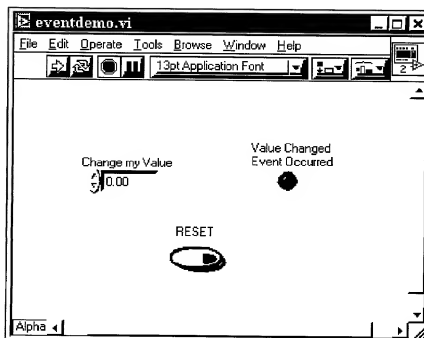 eventdemo.vi
File Edit Operate Tools Browse Window Help
13pt Application Font
2
Value Changed
Event Occurred
Change my Value
0.00
RESET
Alpha